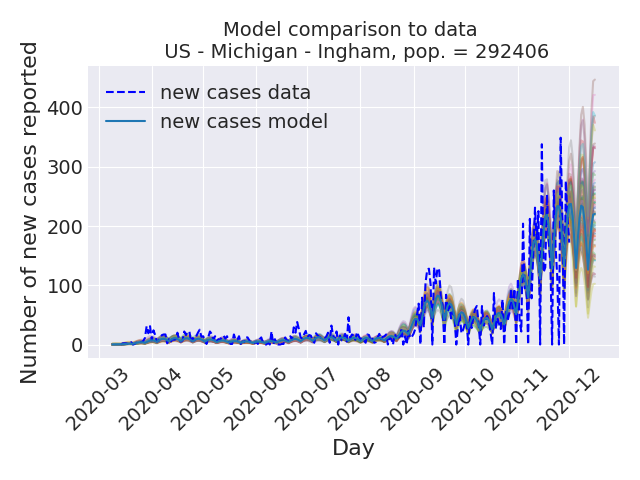 Model comparison to data
US - Michigan - Ingham, pop. = 292406
Number of new cases reported
400
300
200
100
0
new cases data
new cases model
2020-03
2020-04
2020-05
2020-06
2020-07
2020-08
2020-09
2020-10
2020-11
2020-12
Day